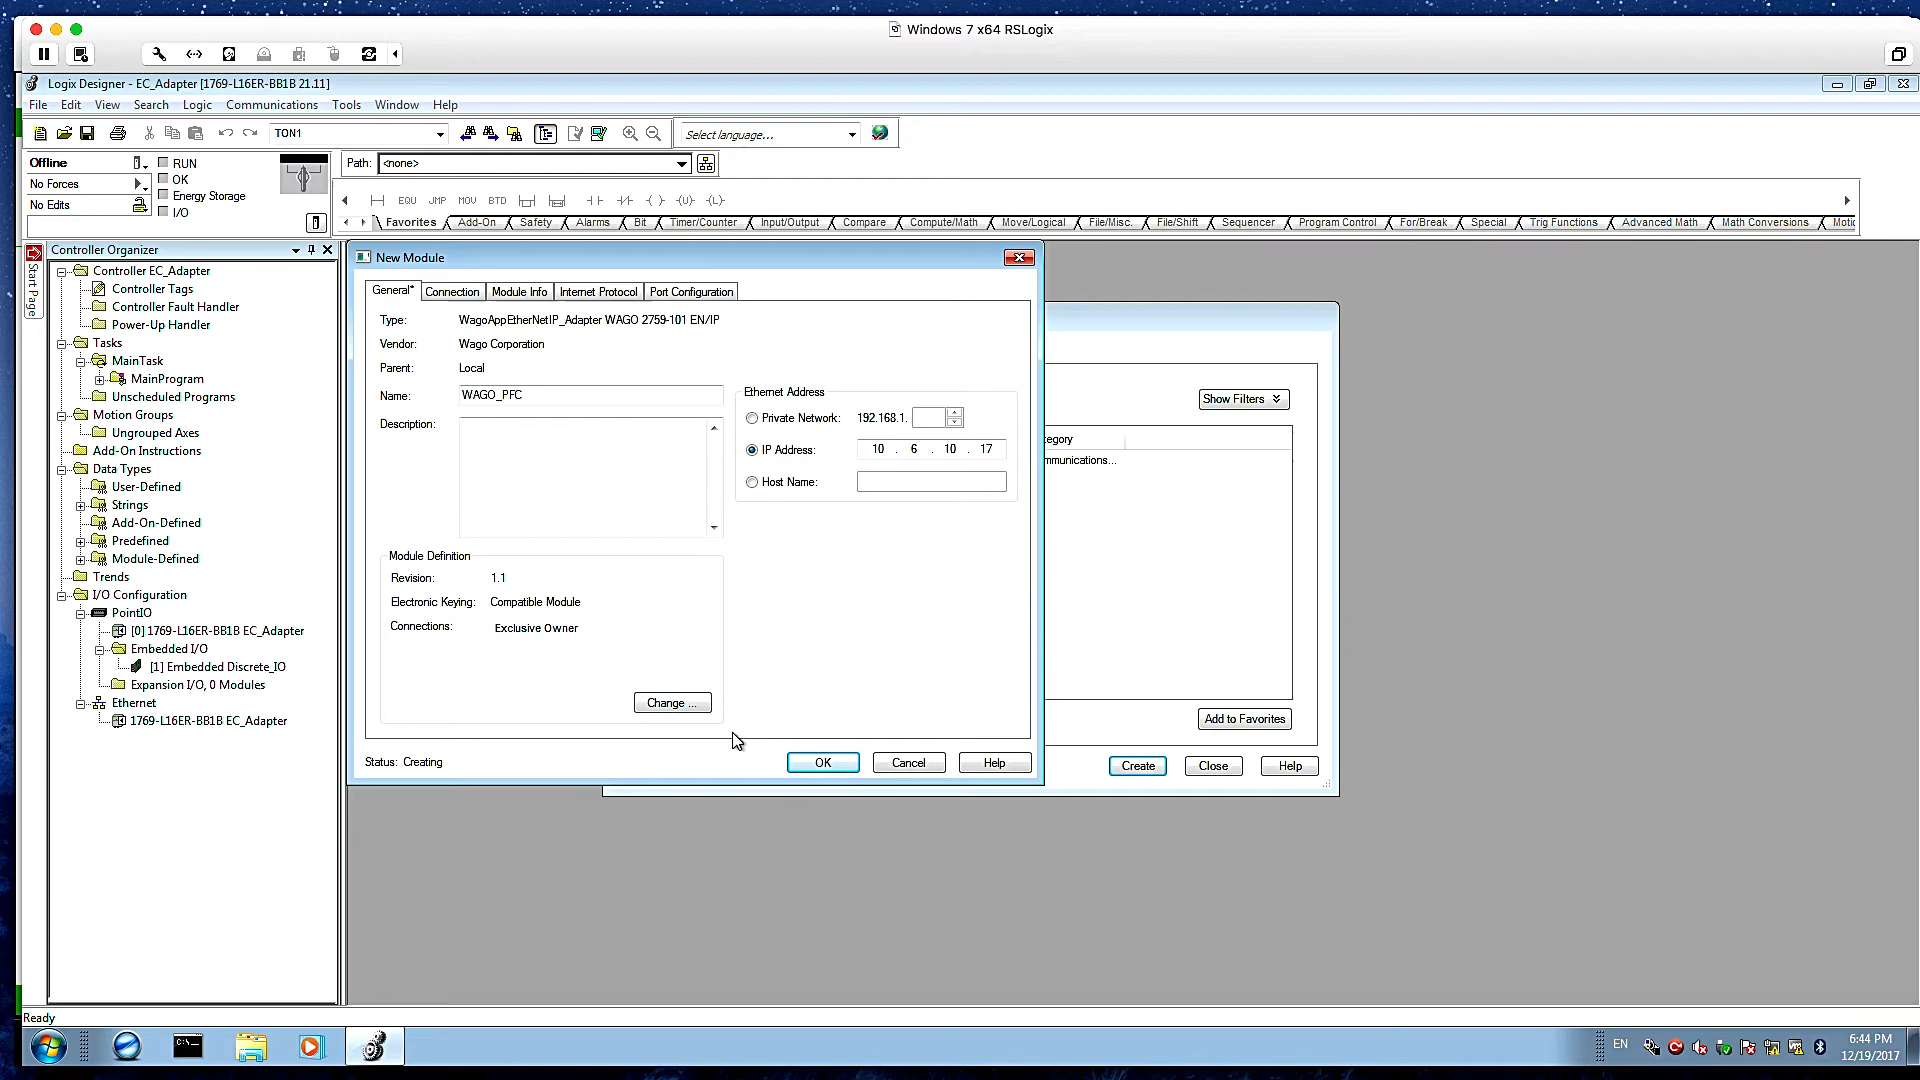 Windows 7 x64 RSLogix
Logix Designer - EC_Adapter [1769-L16ER-BB1B 21.11]
File Edit View Search Logic Communications Tools Window Help
TON1
Select language...
Offline
RUN
No Forces
OK
No Edits
Energy Storage
I/O
Path: <none>
EQU JMP MOV BTD
Favorites Add-On Safety Alarms Bit Timer/Counter Input/Output Compare Compute/Math Move/Logical File/Misc. File/Shift Sequencer Program Control For/Break Special Trig Functions Advanced Math Math Conversions
Start Page
Controller Organizer
Controller EC_Adapter
Controller Tags
Controller Fault Handler
Power-Up Handler
Tasks
MainTask
MainProgram
Unscheduled Programs
Motion Groups
Ungrouped Axes
Add-On Instructions
Data Types
User-Defined
Strings
Add-On-Defined
Predefined
Module-Defined
Trends
I/O Configuration
PointIO
[0] 1769-L16ER-BB1B EC_Adapter
Embedded I/O
[1] Embedded Discrete_IO
Expansion I/O, 0 Modules
Ethernet
1769-L16ER-BB1B EC_Adapter
New Module
General* Connection Module Info Internet Protocol Port Configuration
Type: WagoAppEtherNetIP_Adapter WAGO 2759-101 EN/IP
Vendor: Wago Corporation
Parent: Local
Name: WAGO_PFC
Description:
Ethernet Address
Private Network: 192.168.1.
IP Address: 10 . 6 . 10 . 17
Host Name:
Module Definition
Revision: 1.1
Electronic Keying: Compatible Module
Connections: Exclusive Owner
Change ...
Status: Creating
OK Cancel Help
Show Filters
egory
mmunications...
Add to Favorites
Create Close Help
Ready
EN
6:44 PM
12/19/2017